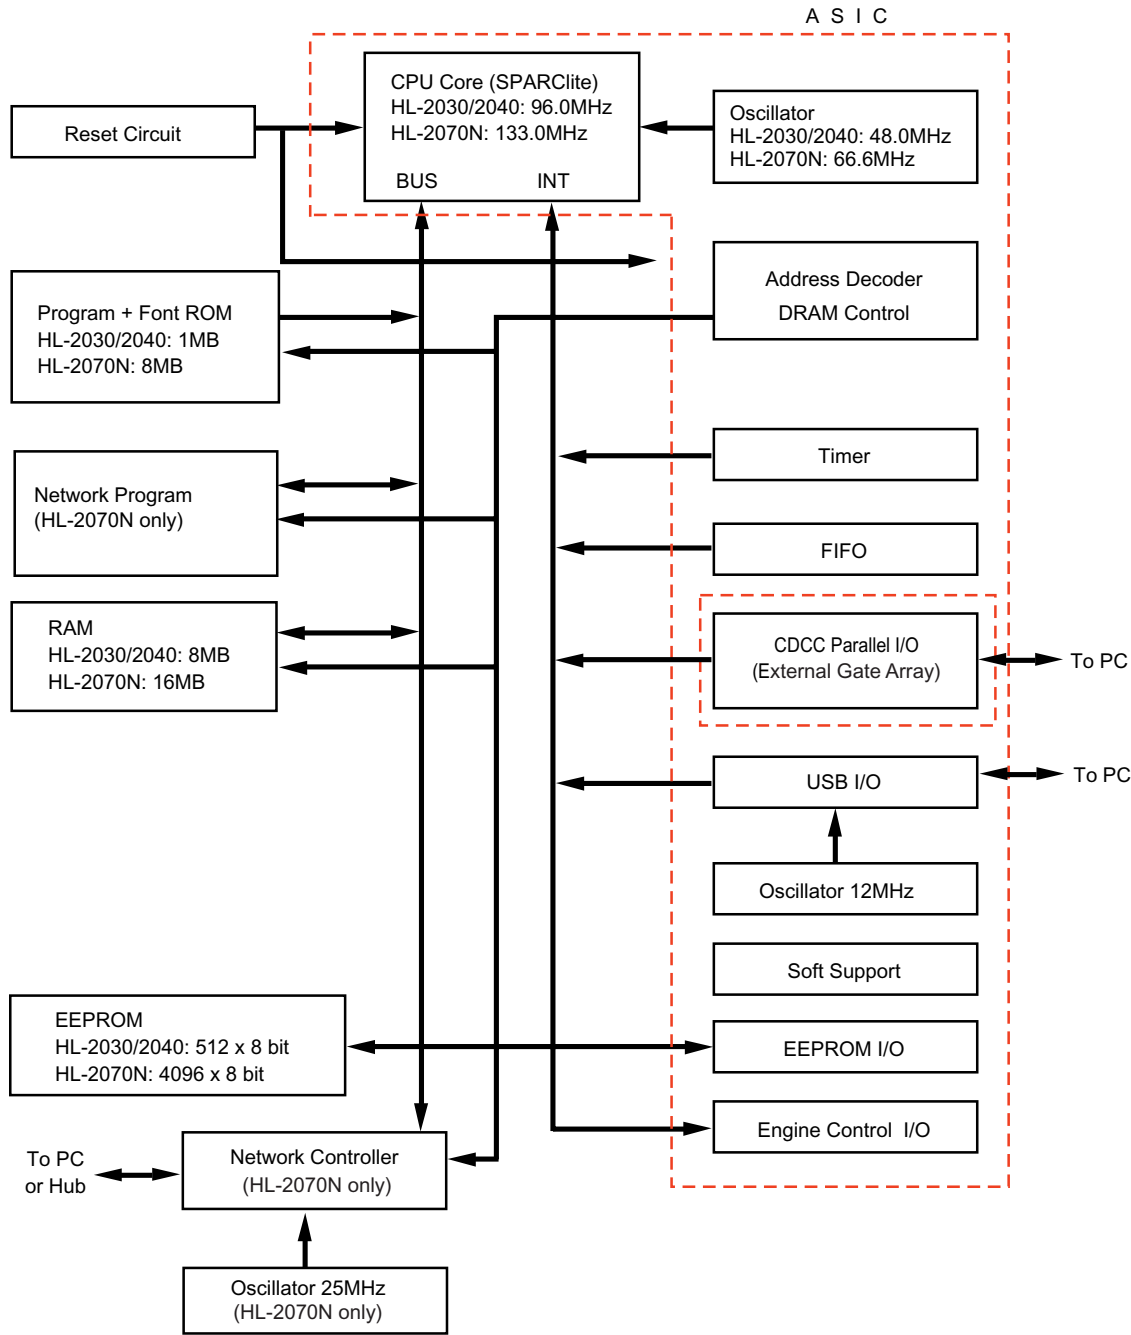 A S I C
CPU Core (SPARClite)
HL-2030/2040: 96.0MHz
HL-2070N: 133.0MHz
BUS
INT
Reset Circuit
Oscillator
HL-2030/2040: 48.0MHz
HL-2070N: 66.6MHz
Address Decoder
DRAM Control
Program + Font ROM
HL-2030/2040: 1MB
HL-2070N: 8MB
Timer
Network Program
(HL-2070N only)
FIFO
RAM
HL-2030/2040: 8MB
HL-2070N: 16MB
CDCC Parallel I/O
(External Gate Array)
To PC
USB I/O
To PC
Oscillator 12MHz
Soft Support
EEPROM
HL-2030/2040: 512 x 8 bit
HL-2070N: 4096 x 8 bit
EEPROM I/O
Engine Control I/O
To PC
or Hub
Network Controller
(HL-2070N only)
Oscillator 25MHz
(HL-2070N only)